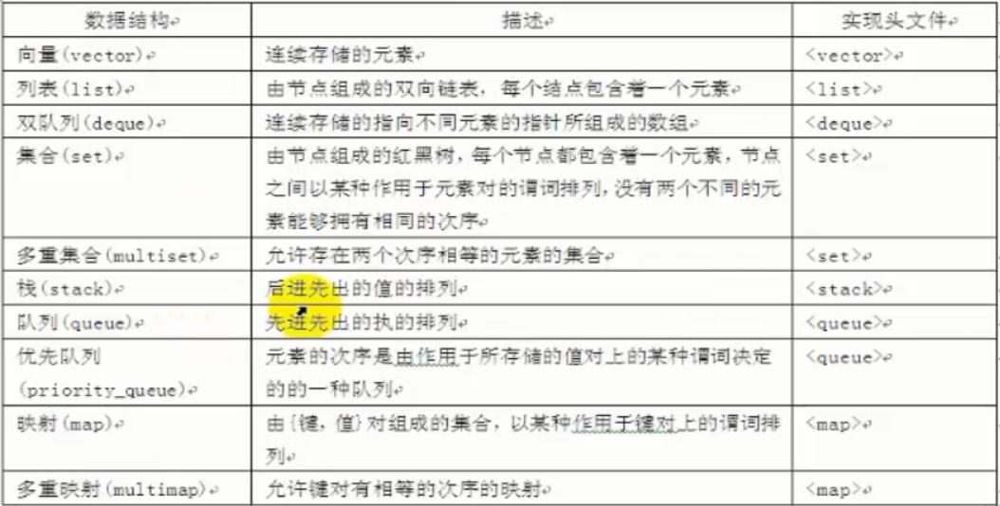 数据结构 描述 实现头文件
向量(vector) 连续存储的元素 <vector>
列表(list) 由节点组成的双向链表，每个结点包含着一个元素 <list>
双队列(deque) 连续存储的指向不同元素的指针所组成的数组 <deque>
集合(set) 由节点组成的红黑树，每个节点都包含着一个元素，节点 <set>
之间以某种作用于元素对的谓词排列，没有两个不同的元
素能够拥有相同的次序
多重集合(multiset) 允许存在两个次序相等的元素的集合 <set>
栈(stack) 后进先出的值的排列 <stack>
队列(queue) 先进先出的执的排列 <queue>
优先队列 元素的次序是由作用于所存储的值对上的某种谓词决定 <queue>
(priority_queue) 的的一种队列
映射(map) 由{键，值}对组成的集合，以某种作用于键对上的谓词排 <map>
列
多重映射(multimap) 允许键对有相等的次序的映射 <map>